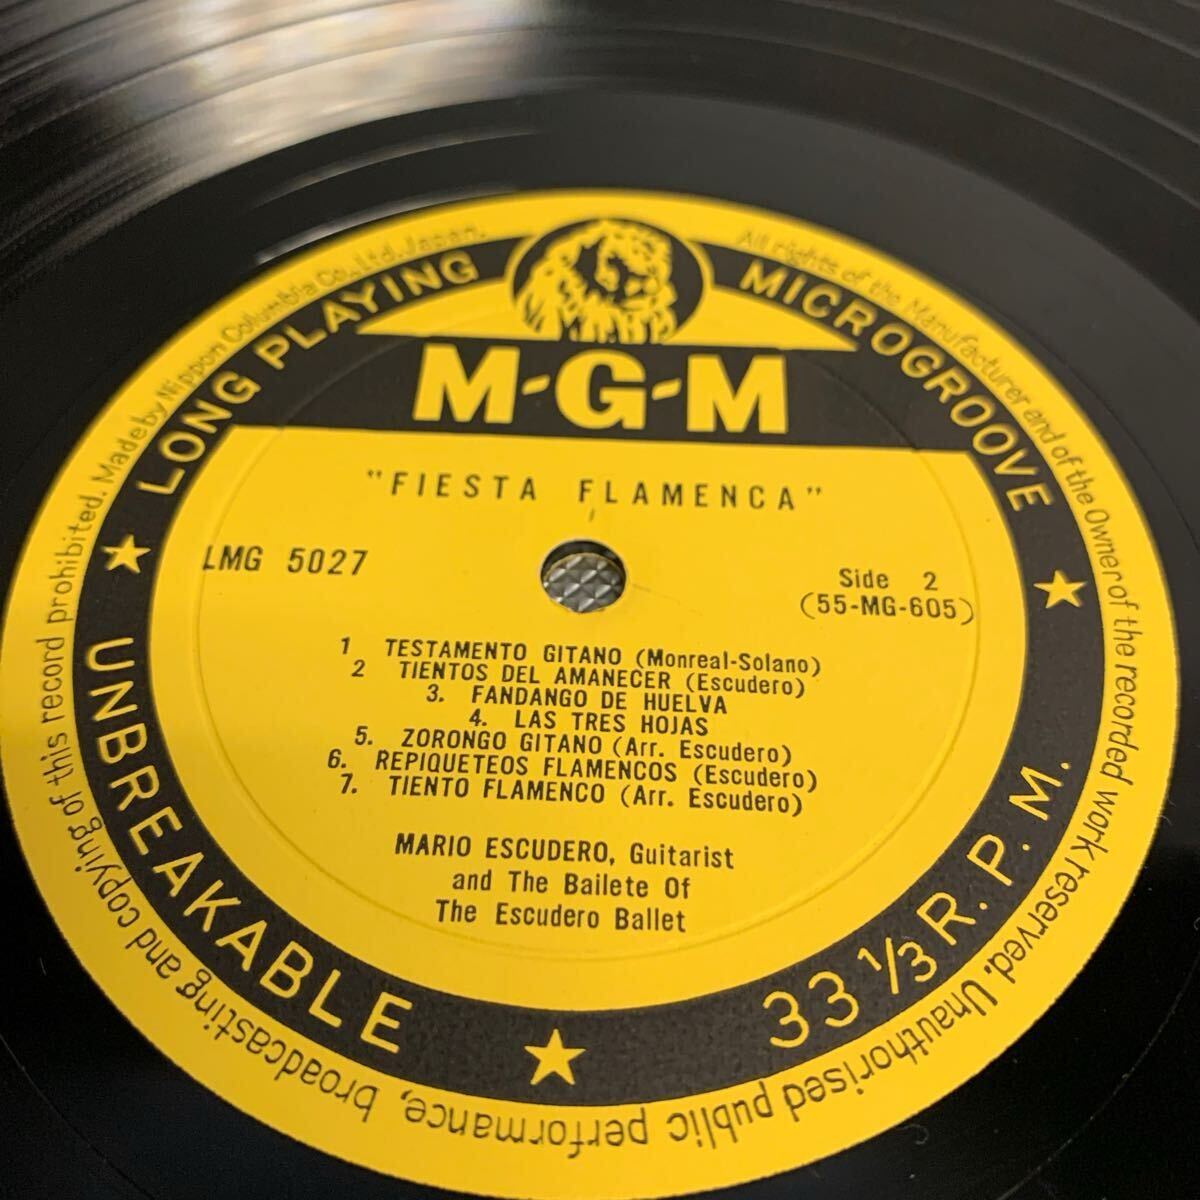 Made by Nippon Columbia Co., Ltd. Japan. All rights of the Manufacturer and of the Owner of the recorded work reserved. Unauthorised public performance, broadcasting and copying of this record prohibited.
LONG PLAYING
MICROGROOVE
M-G-M
"FIESTA FLAMENCA"
LMG 5027
Side 2
(55-MG-605)
1 TESTAMENTO GITANO (Monreal-Solano)
2 TIENTOS DEL AMANECER (Escudero)
3. FANDANGO DE HUELVA
4. LAS TRES HOJAS
5. ZORONGO GITANO (Arr. Escudero)
6. REPIQUETEOS FLAMENCOS (Escudero)
7. TIENTO FLAMENCO (Arr. Escudero)
MARIO ESCUDERO, Guitarist
and The Bailete Of
The Escudero Ballet
UNBREAKABLE
33 1/3 R.P.M.